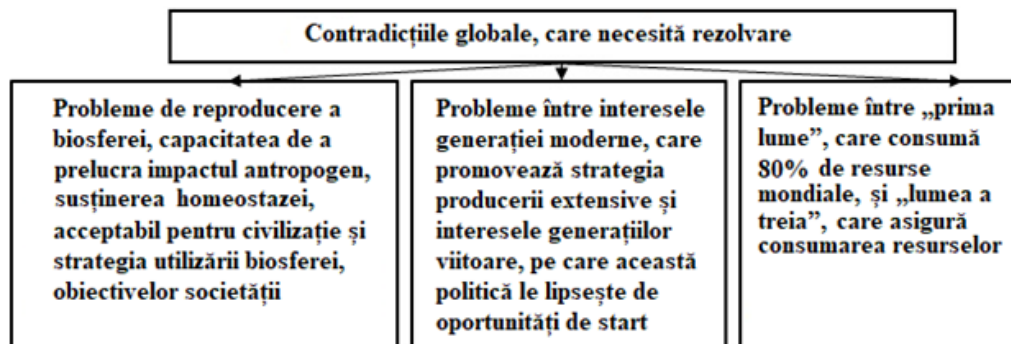 Contradicțiile globale, care necesită rezolvare
Probleme de reproducere a
biosferei, capacitatea de a
prelucra impactul antropogen,
susținerea homeostazei,
acceptabil pentru civilizație și
strategia utilizării biosferei,
obiectivelor societății
Probleme între interesele
generației moderne, care
promovează strategia
producerii extensive și
interesele generațiilor
viitoare, pe care această
politică le lipsește de
oportunități de start
Probleme între „prima
lume”, care consumă
80% de resurse
mondiale, și „lumea a
treia”, care asigură
consumarea resurselor